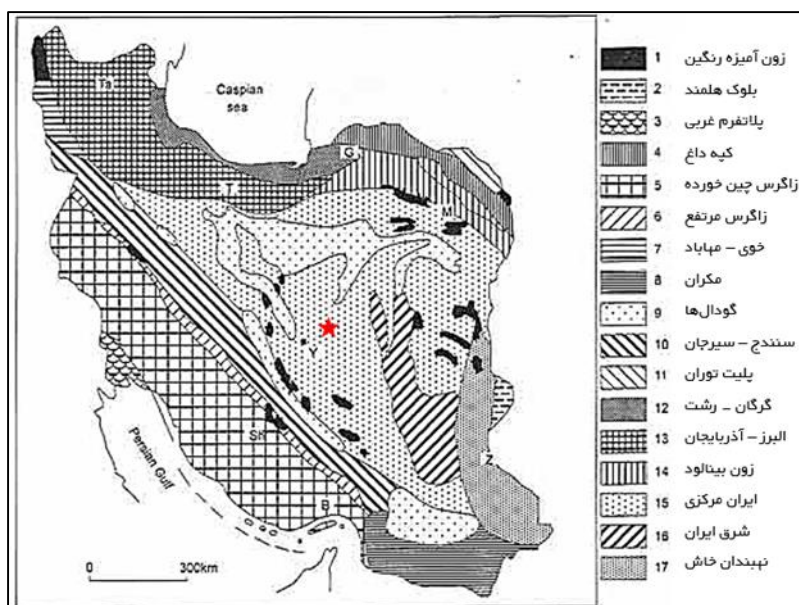 Caspian
sea
Ta
G
T
M
Y
Sh
Z
B
Persian Gulf
0 300km
1 زون آمیزه رنگین
2 بلوک هلمند
3 پلاتفرم غربی
4 کپه داغ
5 زاگرس چین خورده
6 زاگرس مرتفع
7 خوی – مهاباد
8 مکران
9 گودال‌ها
10 سنندج – سیرجان
11 پلیت توران
12 گرگان – رشت
13 البرز – آذربایجان
14 زون بینالود
15 ایران مرکزی
16 شرق ایران
17 نهبندان خاش